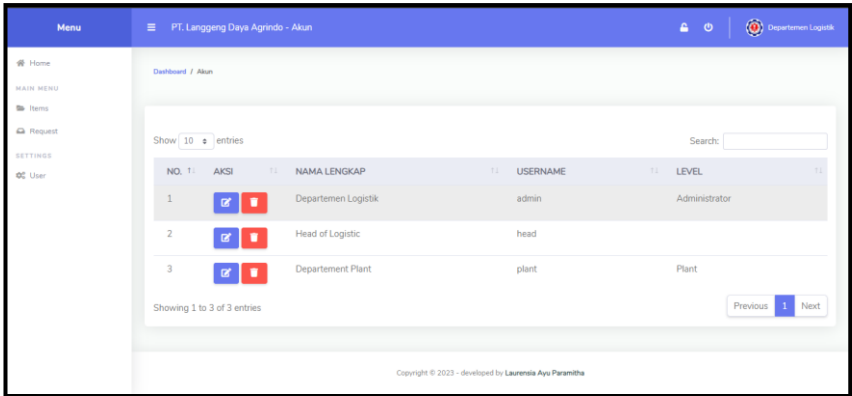 Menu
PT. Langgeng Daya Agrindo - Akun
Departemen Logistik
Home
MAIN MENU
Items
Request
SETTINGS
User
Dashboard / Akun
Show 10 entries
Search:
NO. AKSI NAMA LENGKAP USERNAME LEVEL
1 Departemen Logistik admin Administrator
2 Head of Logistic head
3 Departement Plant plant Plant
Showing 1 to 3 of 3 entries
Previous 1 Next
Copyright © 2023 - developed by Laurensia Ayu Paramitha